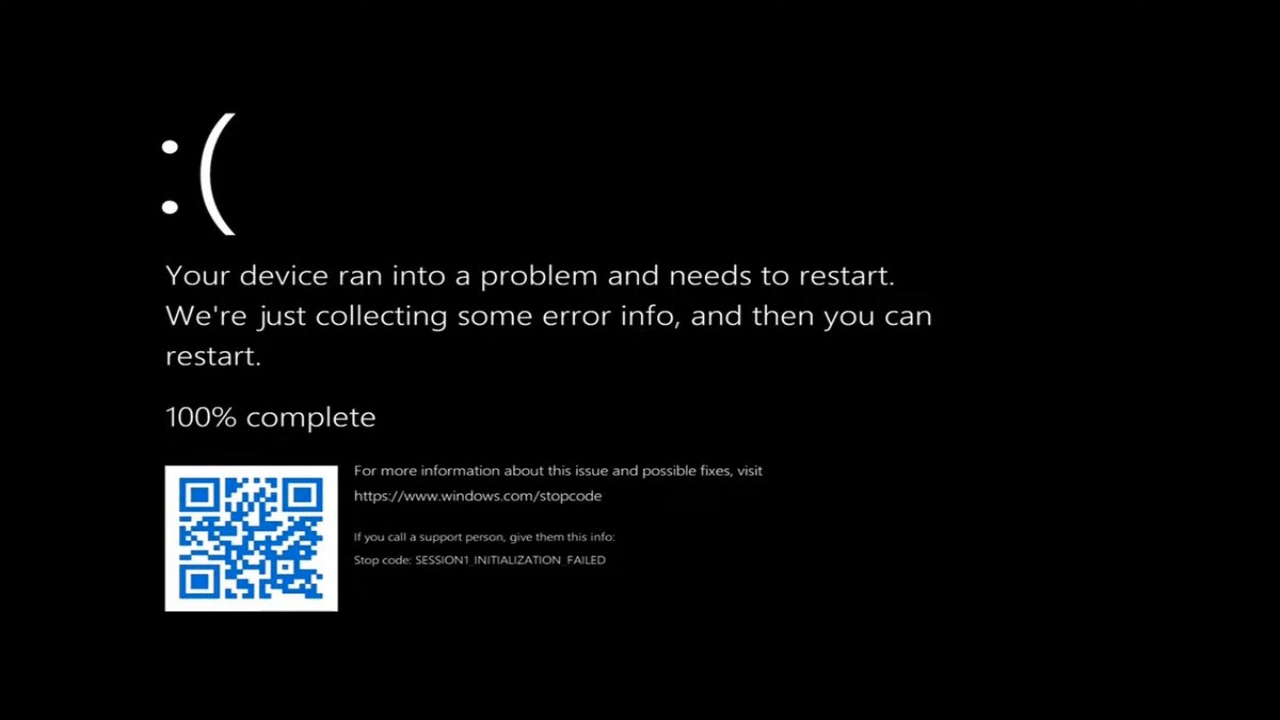 :(
Your device ran into a problem and needs to restart.
We're just collecting some error info, and then you can
restart.
100% complete
For more information about this issue and possible fixes, visit
https://www.windows.com/stopcode
If you call a support person, give them this info:
Stop code: SESSION1_INITIALIZATION_FAILED